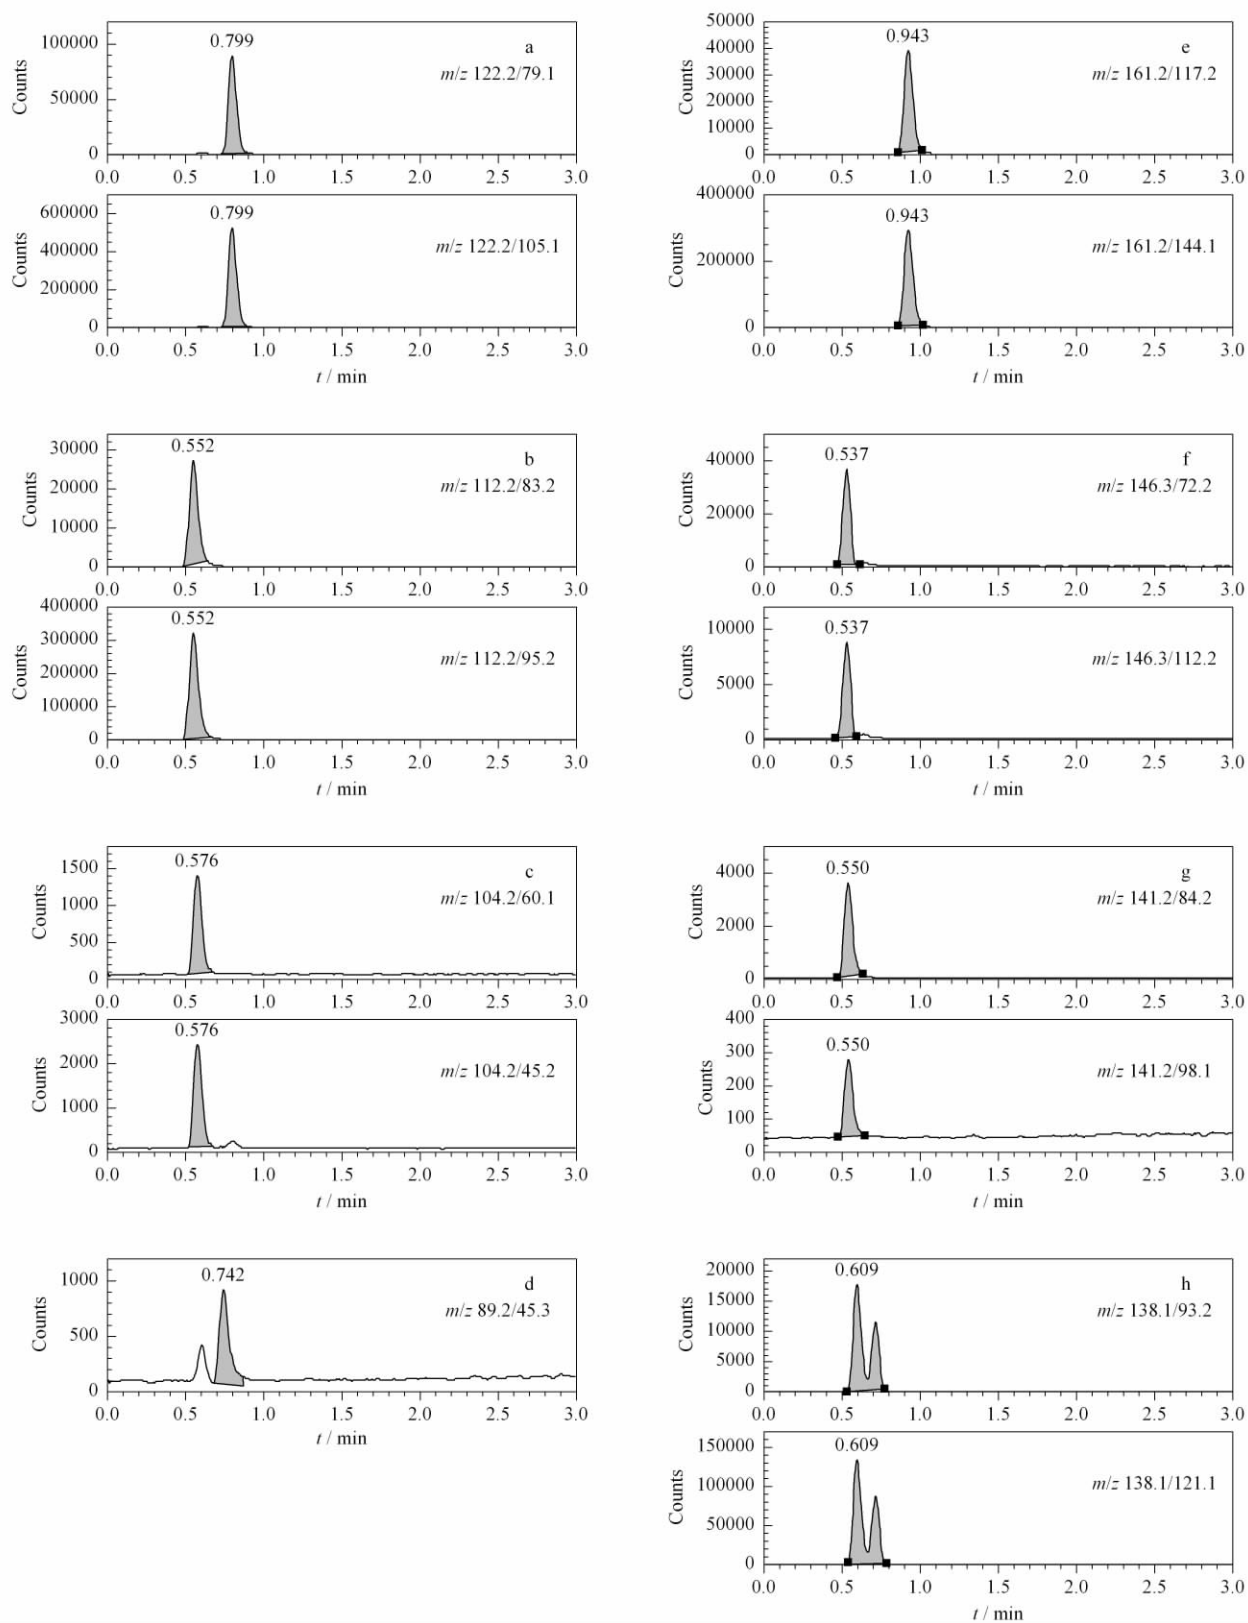 100000
50000
0
Counts
0.799
a
m/z 122.2/79.1
0.0 0.5 1.0 1.5 2.0 2.5 3.0
600000
400000
200000
0
Counts
0.799
m/z 122.2/105.1
0.0 0.5 1.0 1.5 2.0 2.5 3.0
t / min
30000
20000
10000
0
Counts
0.552
b
m/z 112.2/83.2
0.0 0.5 1.0 1.5 2.0 2.5 3.0
400000
300000
200000
100000
0
Counts
0.552
m/z 112.2/95.2
0.0 0.5 1.0 1.5 2.0 2.5 3.0
t / min
1500
1000
500
0
Counts
0.576
c
m/z 104.2/60.1
0.0 0.5 1.0 1.5 2.0 2.5 3.0
3000
2000
1000
0
Counts
0.576
m/z 104.2/45.2
0.0 0.5 1.0 1.5 2.0 2.5 3.0
t / min
1000
500
0
Counts
0.742
d
m/z 89.2/45.3
0.0 0.5 1.0 1.5 2.0 2.5 3.0
t / min
50000
40000
30000
20000
10000
0
Counts
0.943
e
m/z 161.2/117.2
0.0 0.5 1.0 1.5 2.0 2.5 3.0
400000
200000
0
Counts
0.943
m/z 161.2/144.1
0.0 0.5 1.0 1.5 2.0 2.5 3.0
t / min
40000
20000
0
Counts
0.537
f
m/z 146.3/72.2
0.0 0.5 1.0 1.5 2.0 2.5 3.0
10000
5000
0
Counts
0.537
m/z 146.3/112.2
0.0 0.5 1.0 1.5 2.0 2.5 3.0
t / min
4000
2000
0
Counts
0.550
g
m/z 141.2/84.2
0.0 0.5 1.0 1.5 2.0 2.5 3.0
400
300
200
100
0
Counts
0.550
m/z 141.2/98.1
0.0 0.5 1.0 1.5 2.0 2.5 3.0
t / min
20000
15000
10000
5000
0
Counts
0.609
h
m/z 138.1/93.2
0.0 0.5 1.0 1.5 2.0 2.5 3.0
150000
100000
50000
0
Counts
0.609
m/z 138.1/121.1
0.0 0.5 1.0 1.5 2.0 2.5 3.0
t / min